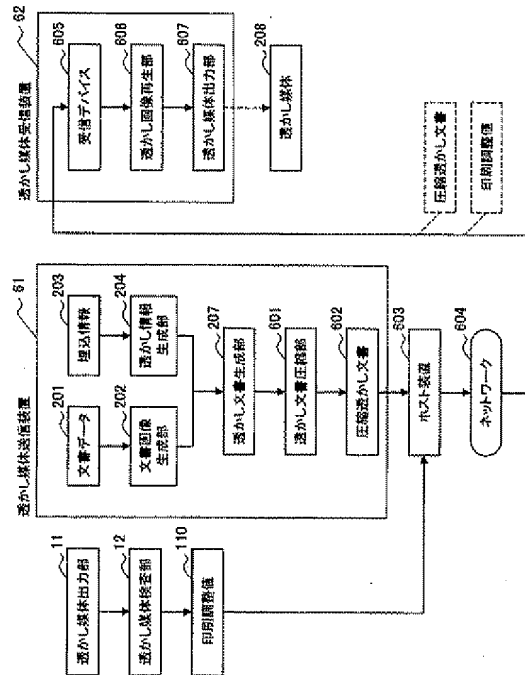 11
透かし媒体出力部
12
透かし媒体検査部
110
印刷調整値
透かし媒体送信装置
61
201
文書データ
203
埋込情報
202
文書画像
生成部
204
透かし情報
生成部
207
透かし文書生成部
601
透かし文書圧縮部
602
圧縮透かし文書
603
ホスト装置
604
ネットワーク
圧縮透かし文書
印刷調整値
透かし媒体受信装置
62
605
受信デバイス
606
透かし画像再生部
607
透かし媒体出力部
208
透かし媒体